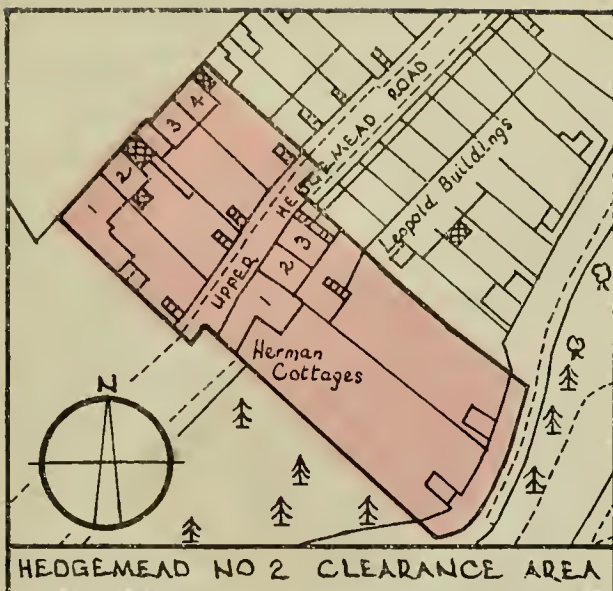 4
3
2
1
UPPER HEDGEMEAD ROAD
Leopold Buildings
3
2
1
Herman
Cottages
N
HEDGEMEAD NO 2 CLEARANCE AREA